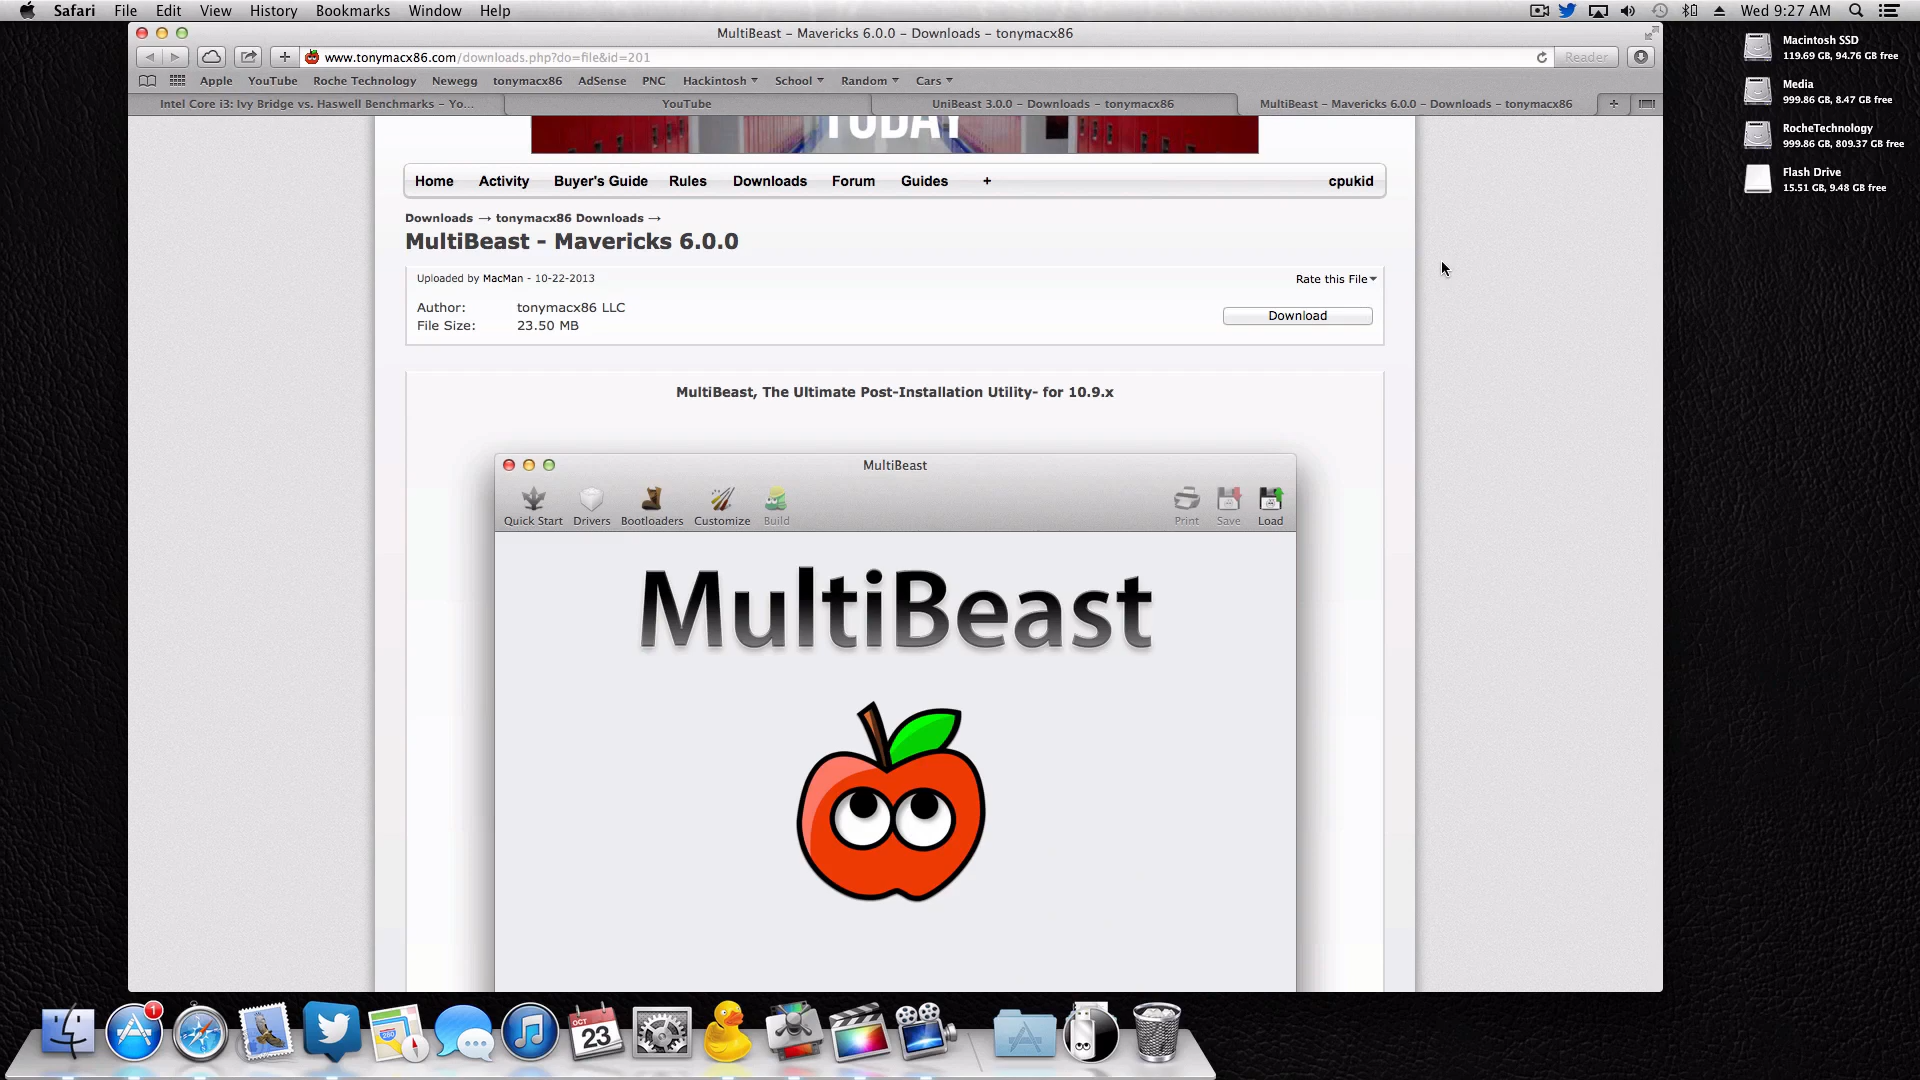 Safari File Edit View History Bookmarks Window Help
Wed 9:27 AM
MultiBeast – Mavericks 6.0.0 – Downloads – tonymacx86
www.tonymacx86.com/downloads.php?do=file&id=201
Reader
Apple YouTube Roche Technology Newegg tonymacx86 AdSense PNC Hackintosh School Random Cars
Intel Core i3: Ivy Bridge vs. Haswell Benchmarks – Yo...
YouTube
UniBeast 3.0.0 – Downloads – tonymacx86
MultiBeast – Mavericks 6.0.0 – Downloads – tonymacx86
Macintosh SSD
119.69 GB, 94.76 GB free
Media
999.86 GB, 8.47 GB free
RocheTechnology
999.86 GB, 809.37 GB free
Flash Drive
15.51 GB, 9.48 GB free
TODAY
Home Activity Buyer's Guide Rules Downloads Forum Guides + cpukid
Downloads → tonymacx86 Downloads →
MultiBeast - Mavericks 6.0.0
Uploaded by MacMan - 10-22-2013
Rate this File
Author: tonymacx86 LLC
File Size: 23.50 MB
Download
MultiBeast, The Ultimate Post-Installation Utility- for 10.9.x
MultiBeast
Quick Start Drivers Bootloaders Customize Build Print Save Load
MultiBeast
1
OCT
23
280